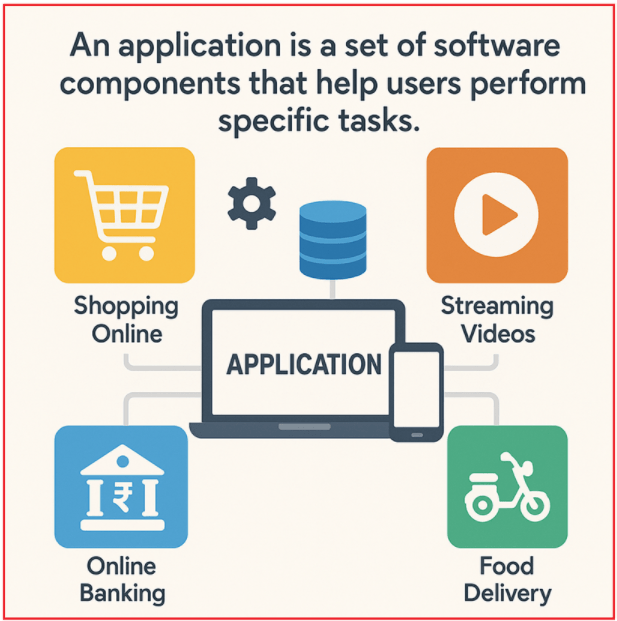 An application is a set of software
components that help users perform
specific tasks.
Shopping
Online
Streaming
Videos
APPLICATION
₹
Online
Banking
Food
Delivery